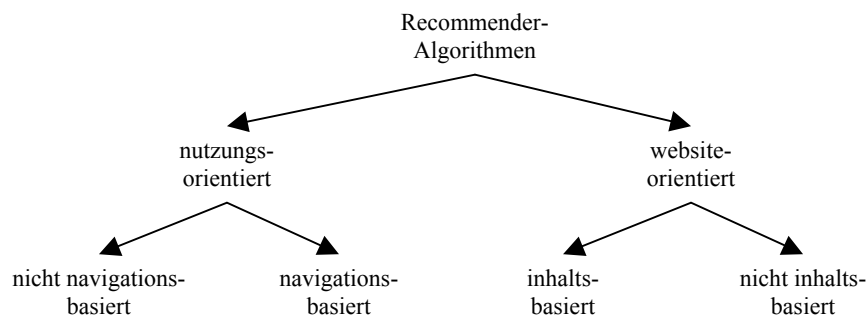 Recommender-
Algorithmen
nutzungs-
orientiert
website-
orientiert
nicht navigations-
basiert
navigations-
basiert
inhalts-
basiert
nicht inhalts-
basiert